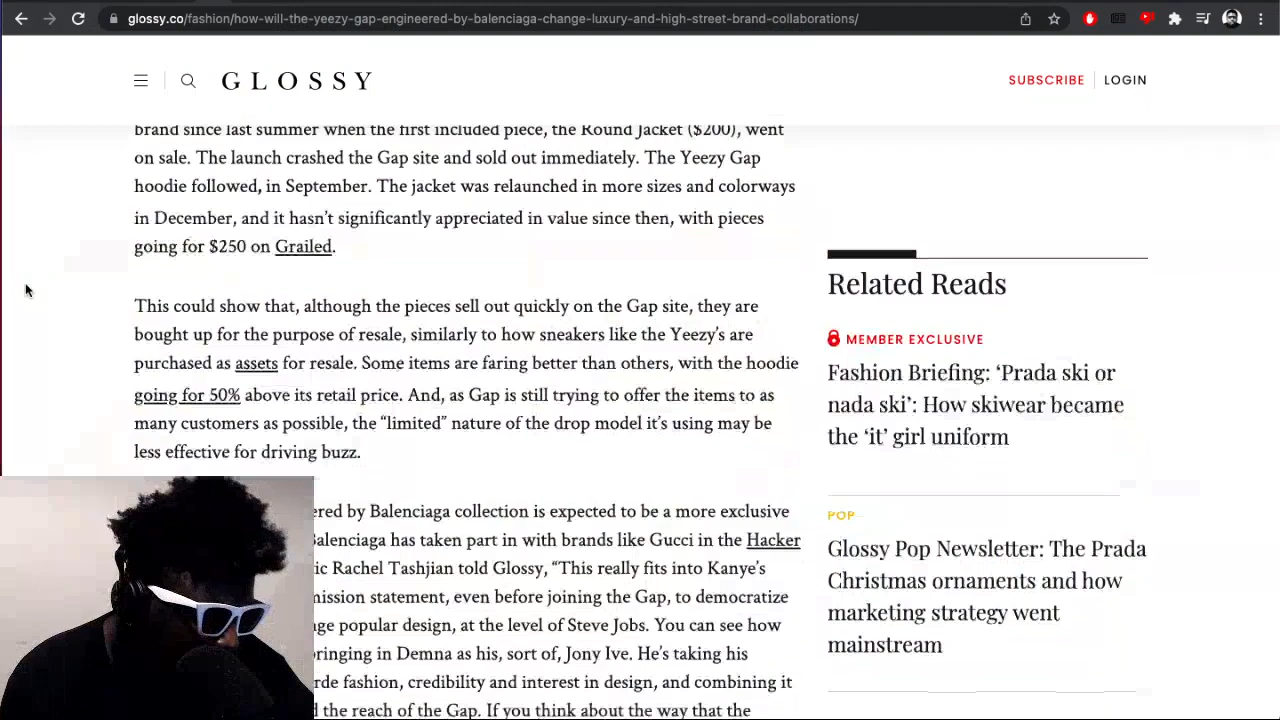 glossy.co/fashion/how-will-the-yeezy-gap-engineered-by-balenciaga-change-luxury-and-high-street-brand-collaborations/
GLOSSY
SUBSCRIBE
LOGIN
brand since last summer when the first included piece, the Round Jacket ($200), went
on sale. The launch crashed the Gap site and sold out immediately. The Yeezy Gap
hoodie followed, in September. The jacket was relaunched in more sizes and colorways
in December, and it hasn’t significantly appreciated in value since then, with pieces
going for $250 on Grailed.
This could show that, although the pieces sell out quickly on the Gap site, they are
bought up for the purpose of resale, similarly to how sneakers like the Yeezy’s are
purchased as assets for resale. Some items are faring better than others, with the hoodie
going for 50% above its retail price. And, as Gap is still trying to offer the items to as
many customers as possible, the “limited” nature of the drop model it’s using may be
less effective for driving buzz.
ered by Balenciaga collection is expected to be a more exclusive
Balenciaga has taken part in with brands like Gucci in the Hacker
ic Rachel Tashjian told Glossy, “This really fits into Kanye’s
mission statement, even before joining the Gap, to democratize
ge popular design, at the level of Steve Jobs. You can see how
bringing in Demna as his, sort of, Jony Ive. He’s taking his
rde fashion, credibility and interest in design, and combining it
d the reach of the Gap. If you think about the way that the
Related Reads
MEMBER EXCLUSIVE
Fashion Briefing: ‘Prada ski or
nada ski’: How skiwear became
the ‘it’ girl uniform
POP
Glossy Pop Newsletter: The Prada
Christmas ornaments and how
marketing strategy went
mainstream